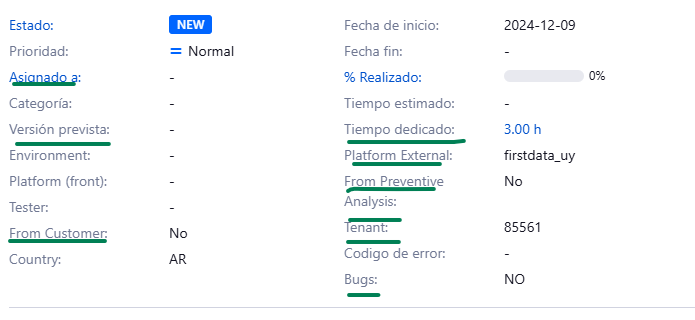 Estado: NEW
Prioridad: = Normal
Asignado a: -
Categoría: -
Versión prevista: -
Environment: -
Platform (front): -
Tester: -
From Customer: No
Country: AR
Fecha de inicio: 2024-12-09
Fecha fin: -
% Realizado: 0%
Tiempo estimado: -
Tiempo dedicado: 3.00 h
Platform External: firstdata_uy
From Preventive No
Analysis:
Tenant: 85561
Codigo de error: -
Bugs: NO